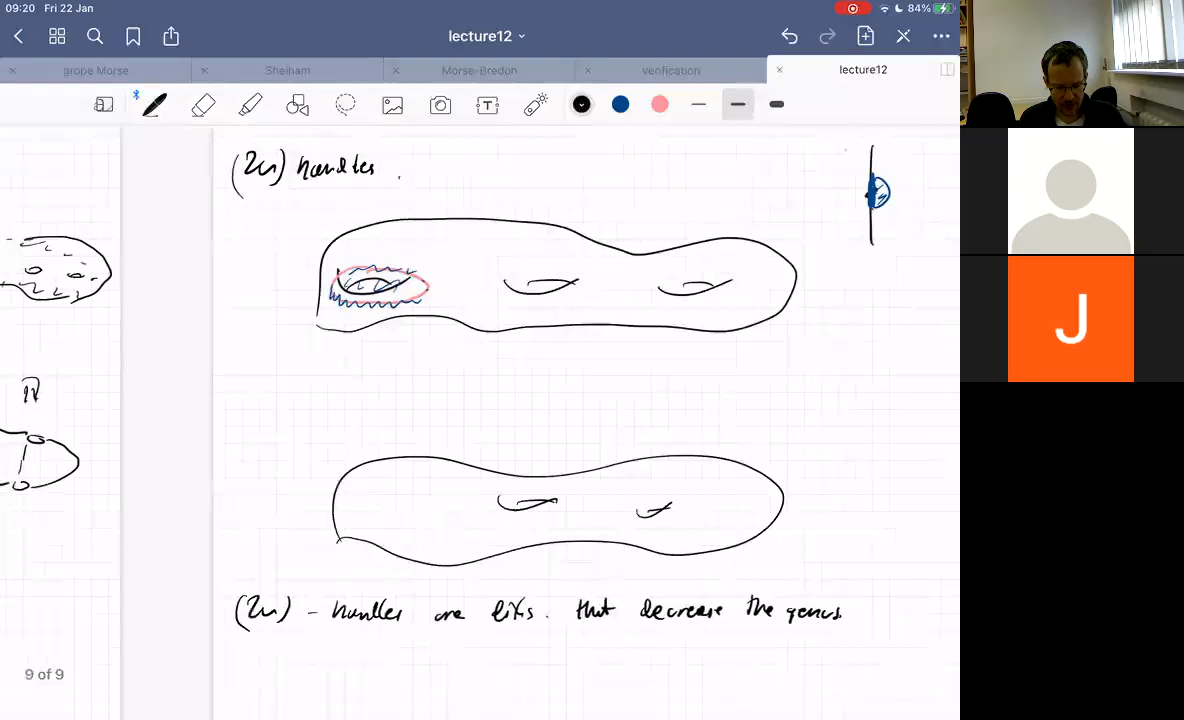 09:20 Fri 22 Jan
84%
lecture12
grope Morse
Sheiham
Morse-Bredon
verification
lecture12
T
(2n) handles.
(2n) - handles are that decrease the genus.
9 of 9
J